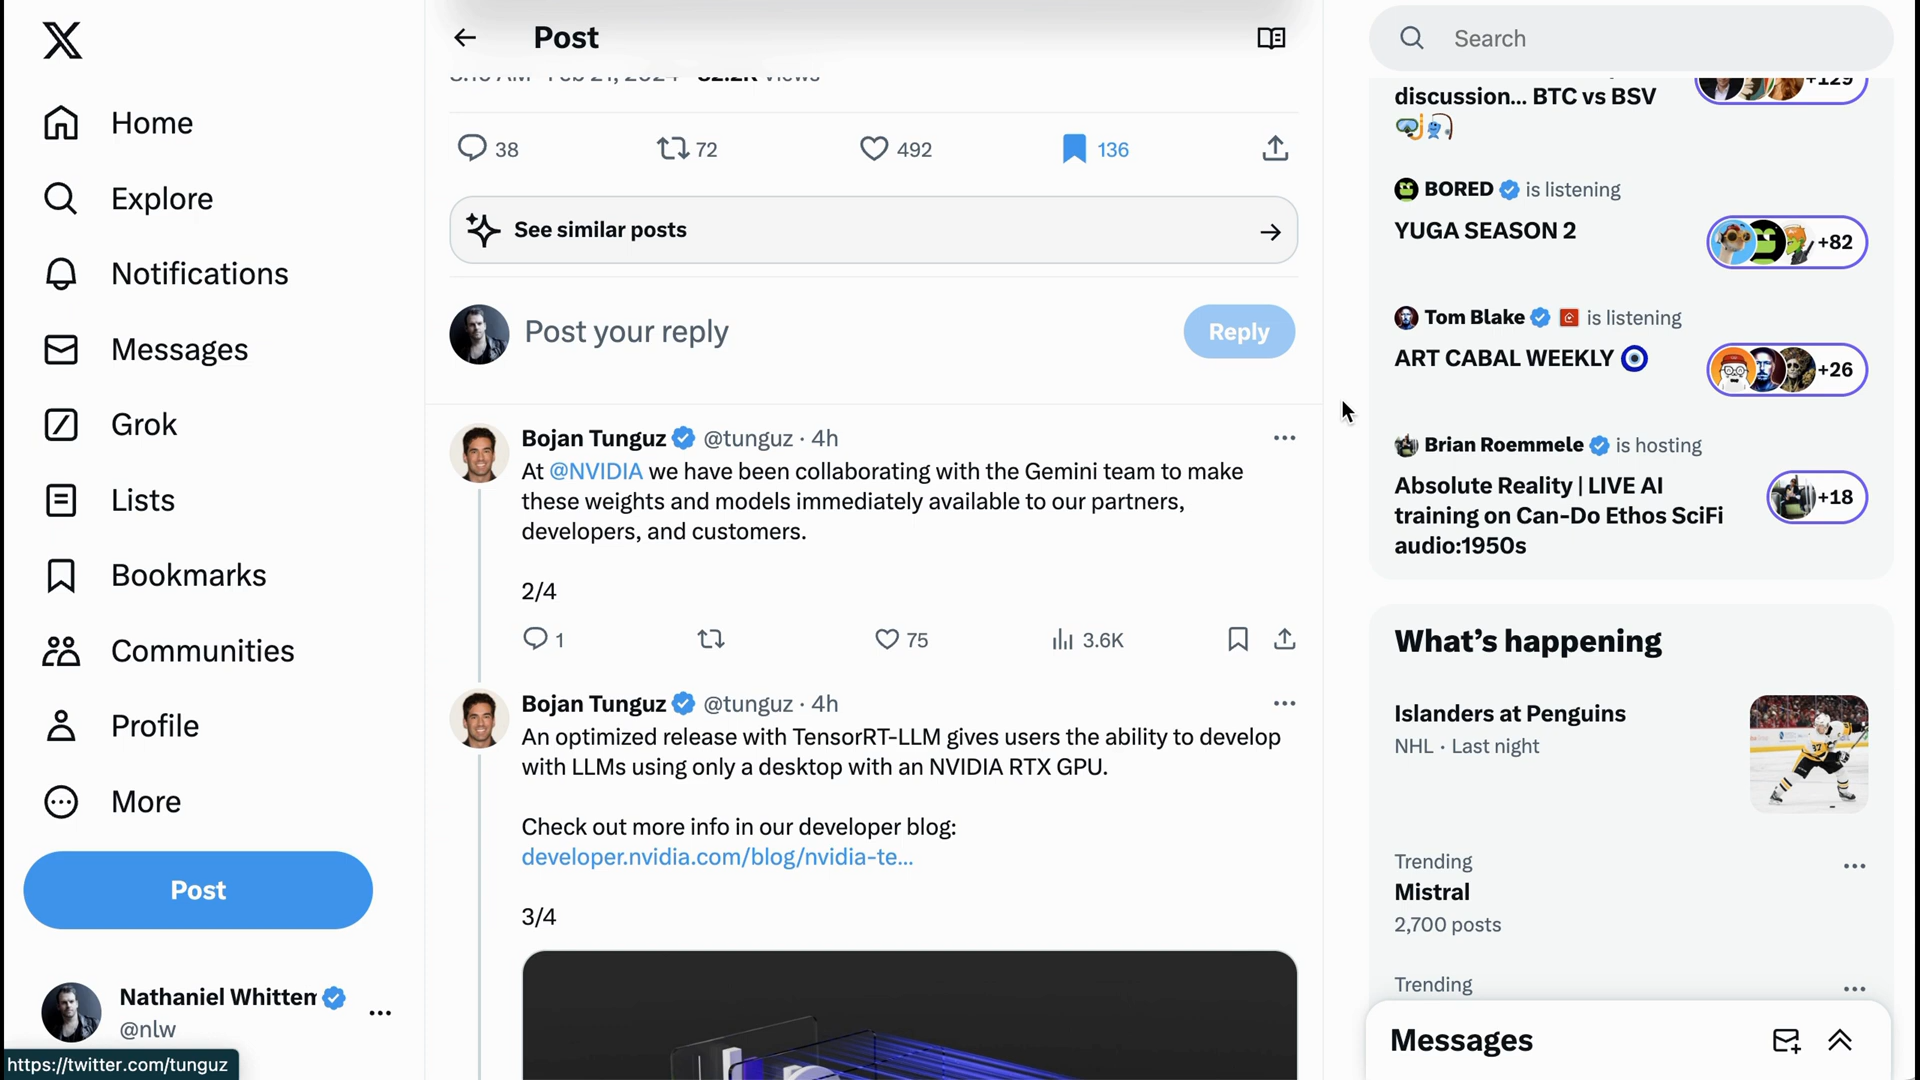 Home
Explore
Notifications
Messages
Grok
Lists
Bookmarks
Communities
Profile
More
Post
Nathaniel Whitten
@nlw
https://twitter.com/tunguz
Post
Views
38
72
492
136
See similar posts
Post your reply
Reply
Bojan Tunguz @tunguz · 4h
At @NVIDIA we have been collaborating with the Gemini team to make
these weights and models immediately available to our partners,
developers, and customers.
2/4
1
75
3.6K
Bojan Tunguz @tunguz · 4h
An optimized release with TensorRT-LLM gives users the ability to develop
with LLMs using only a desktop with an NVIDIA RTX GPU.
Check out more info in our developer blog:
developer.nvidia.com/blog/nvidia-te...
3/4
Search
discussion... BTC vs BSV
+129
BORED is listening
YUGA SEASON 2
+82
Tom Blake is listening
ART CABAL WEEKLY
+26
Brian Roemmele is hosting
Absolute Reality | LIVE AI
training on Can-Do Ethos SciFi
audio:1950s
+18
What's happening
Islanders at Penguins
NHL · Last night
Trending
Mistral
2,700 posts
Trending
Messages